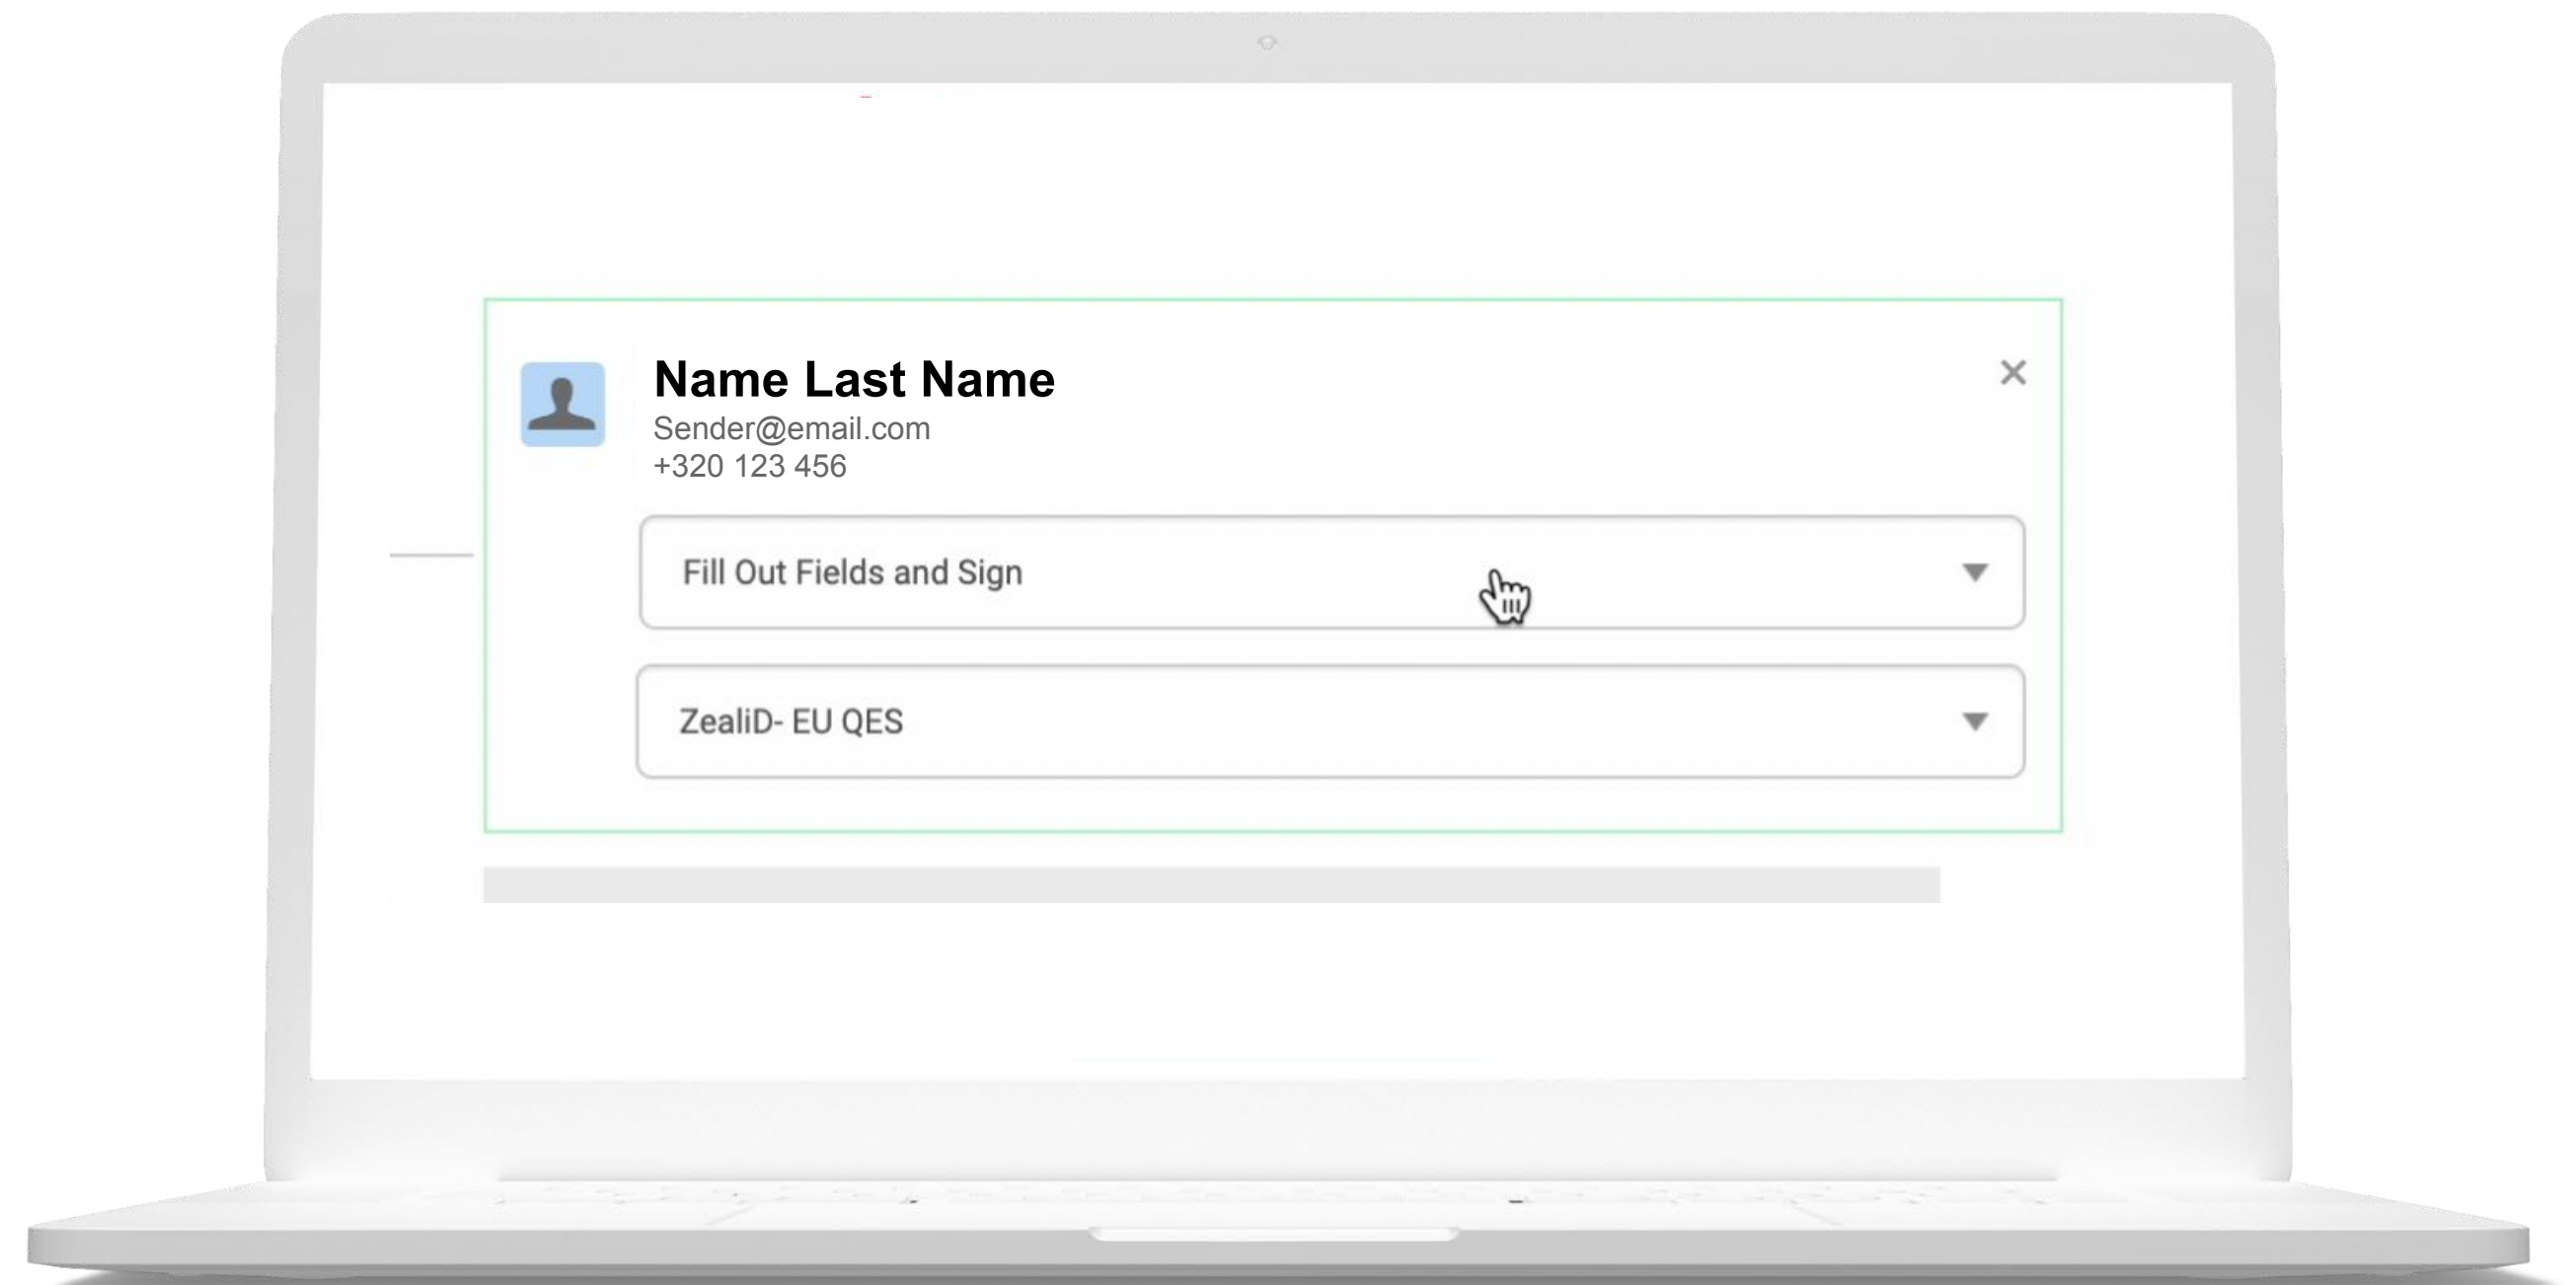 Name Last Name
Sender@email.com
+320 123 456
Fill Out Fields and Sign
ZealiD- EU QES